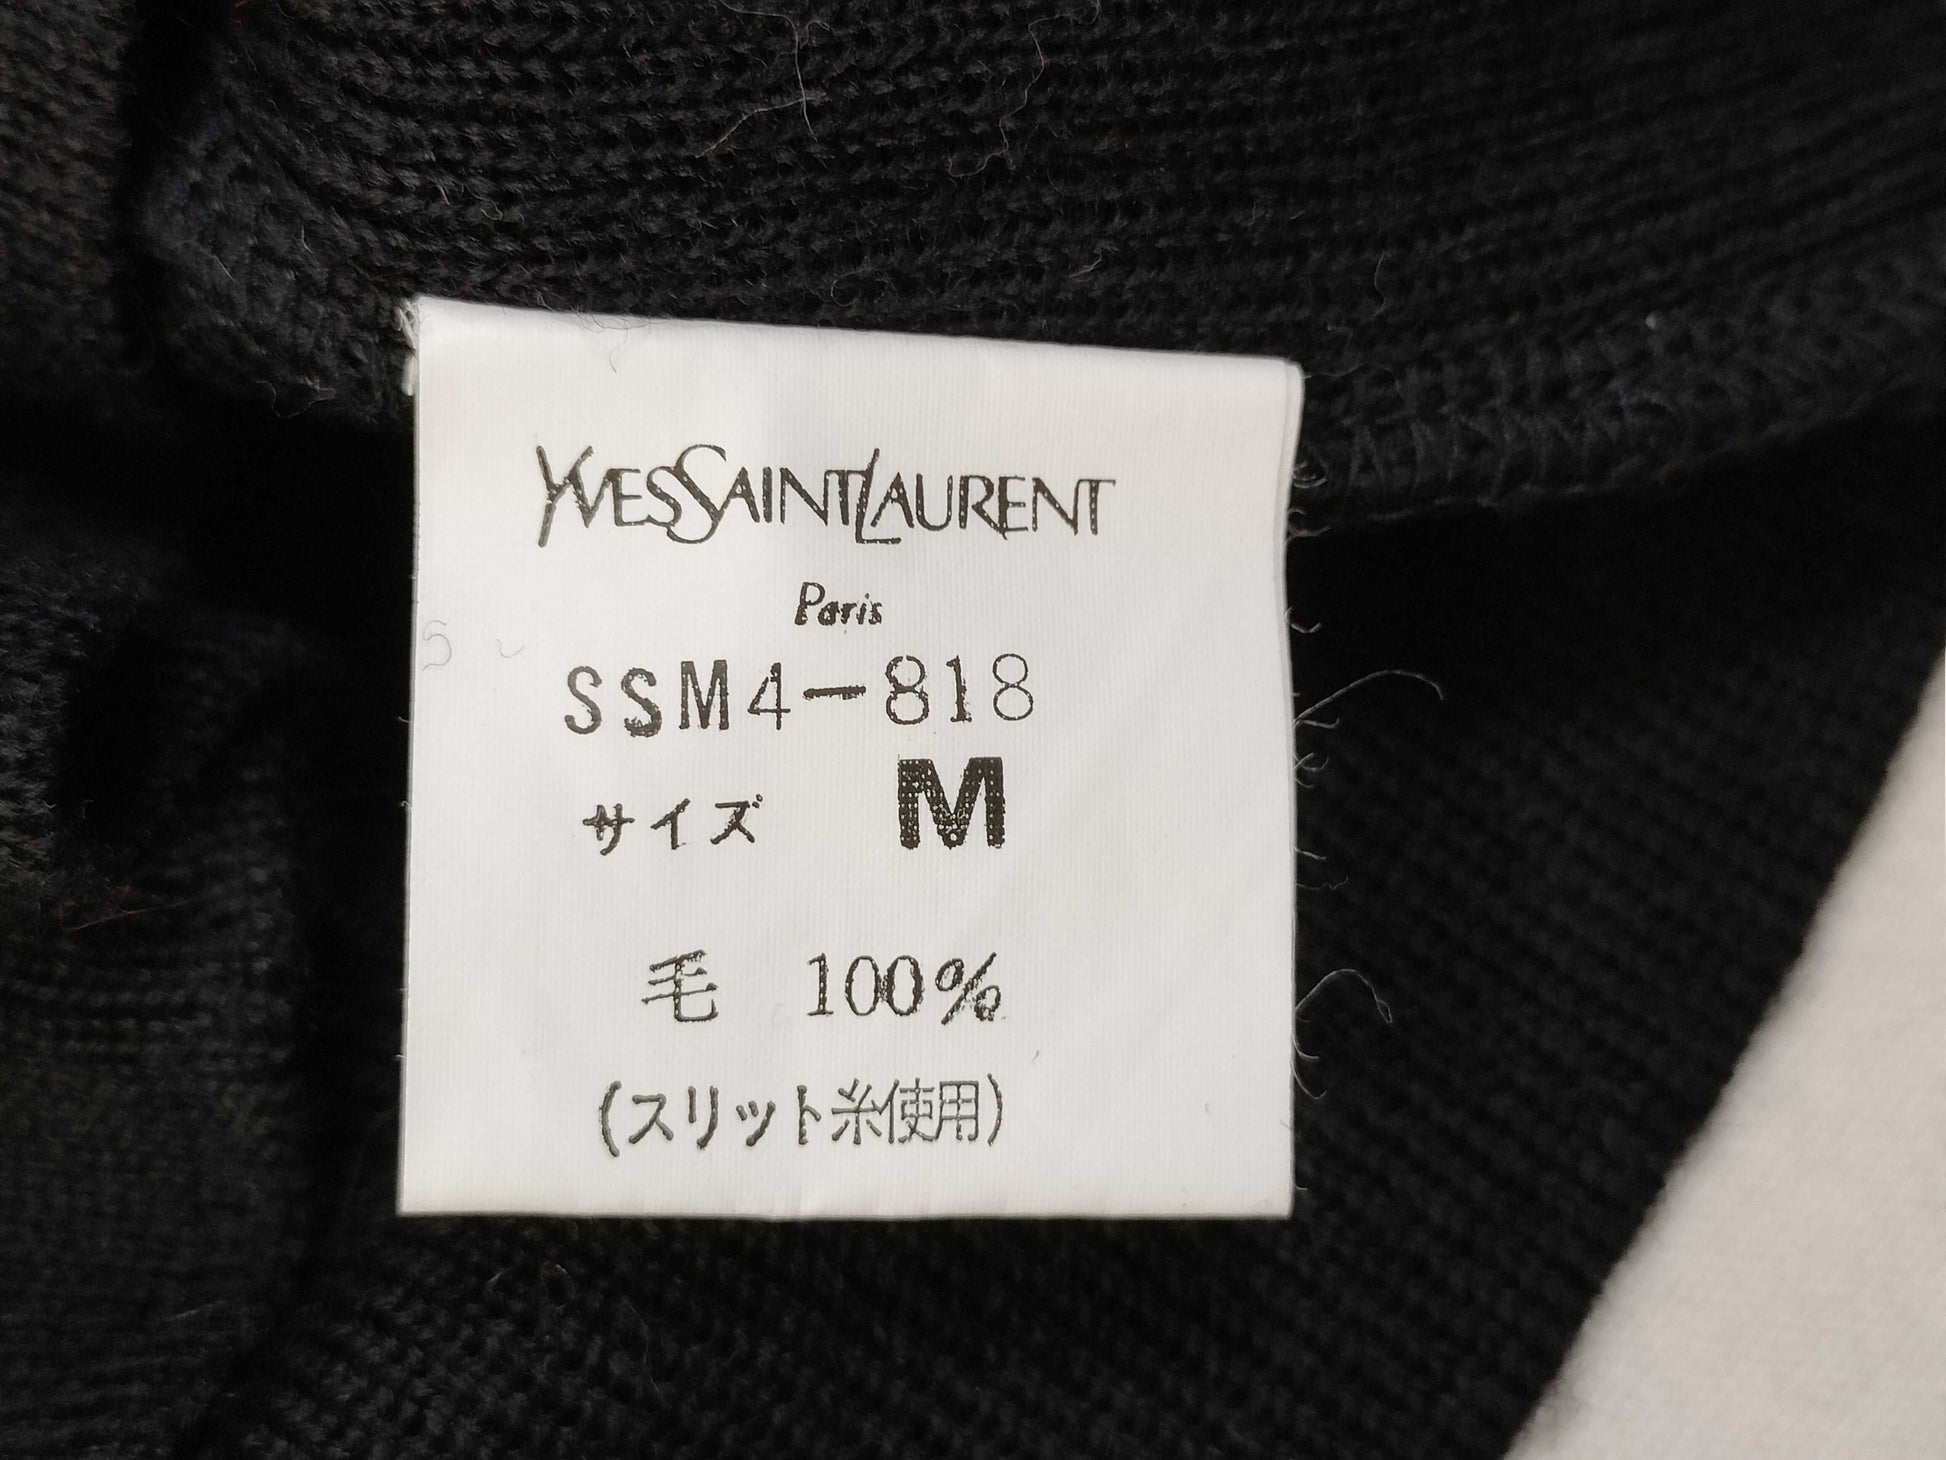 YVESSAINTLAURENT
Paris
SSM4-818
サイズ M
毛 100%
(スリット糸使用)